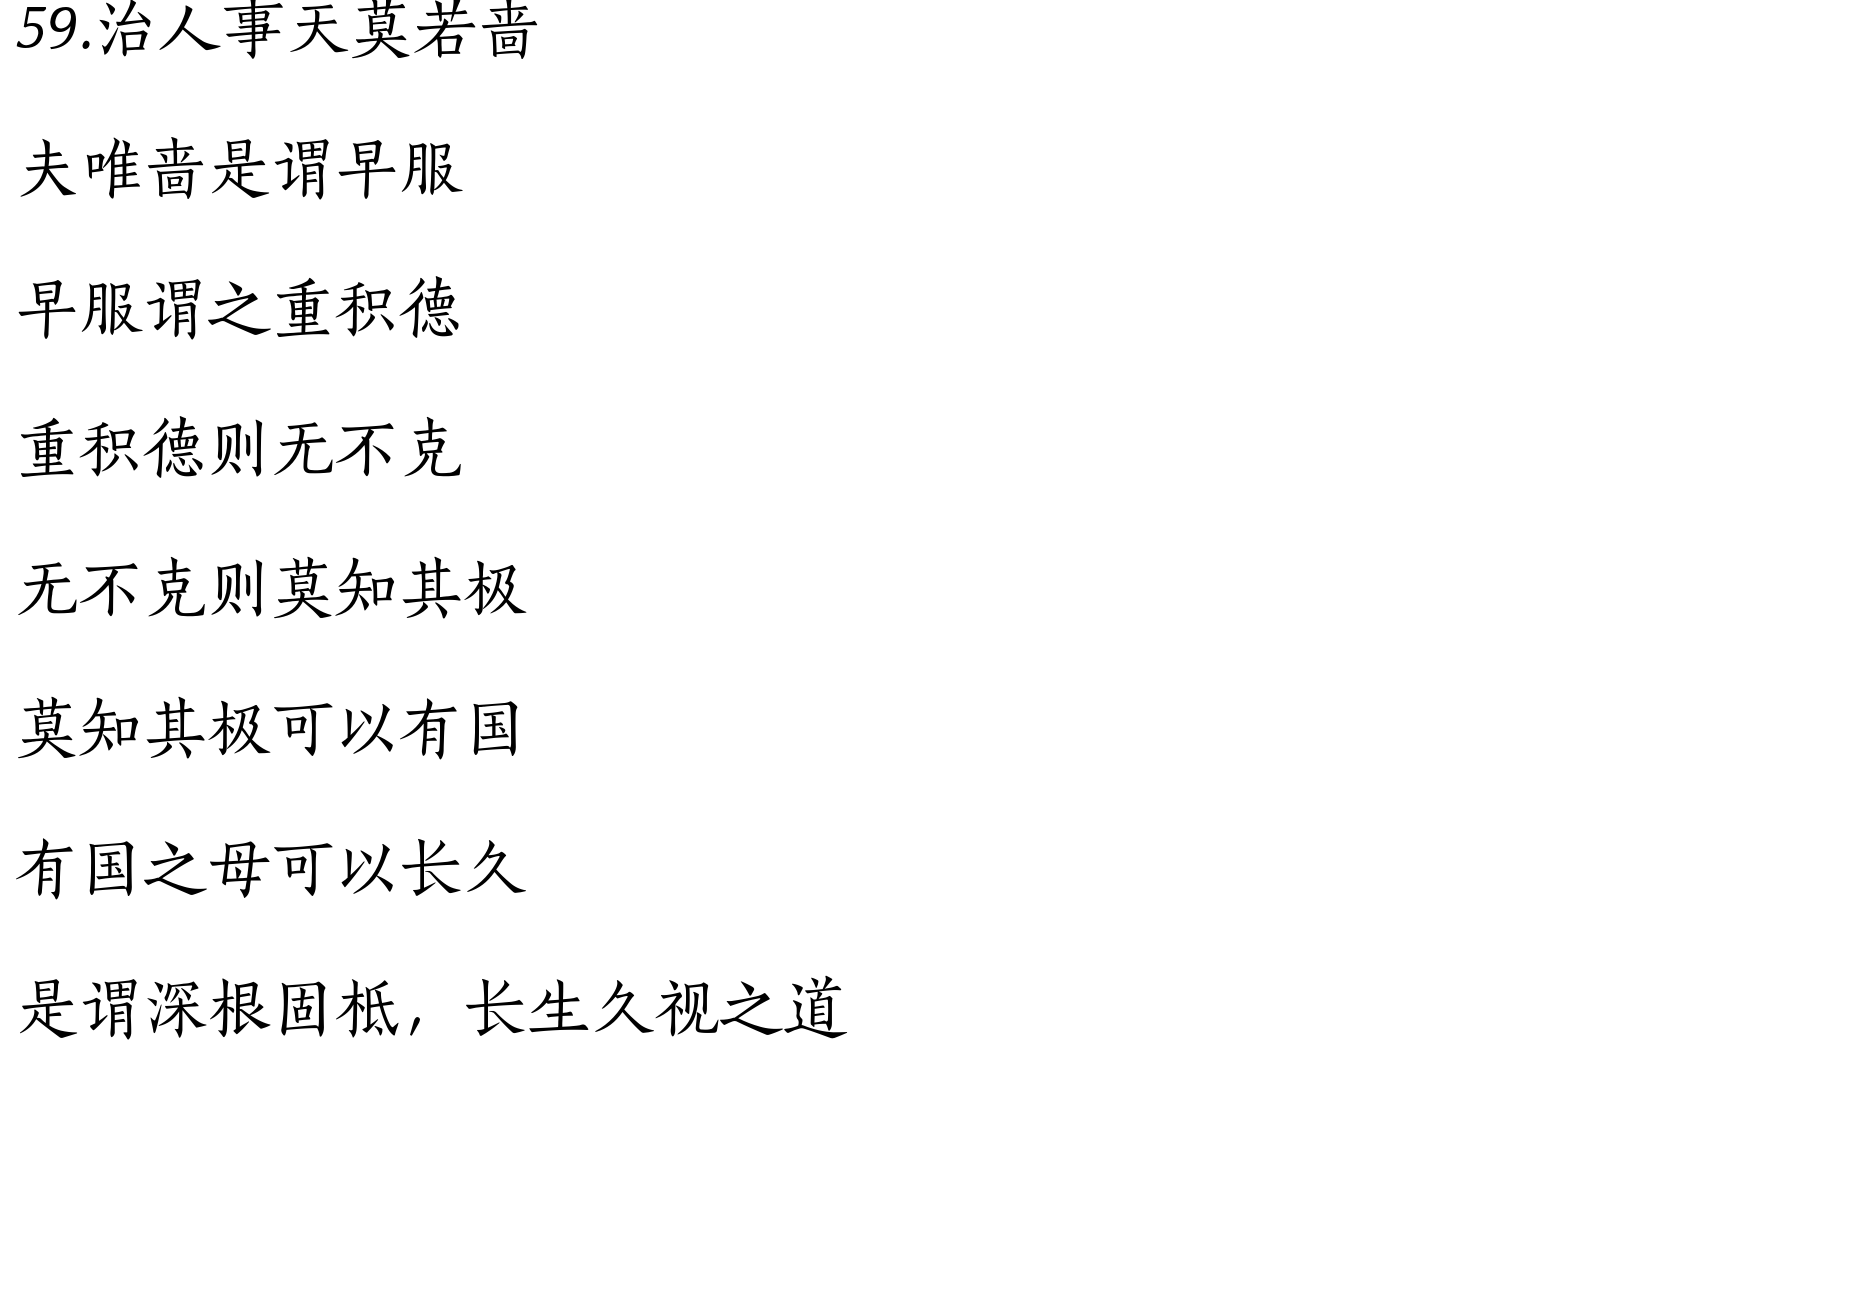 59.治人事天莫若啬
夫唯啬是谓早服
早服谓之重积德
重积德则无不克
无不克则莫知其极
莫知其极可以有国
有国之母可以长久
是谓深根固柢，长生久视之道